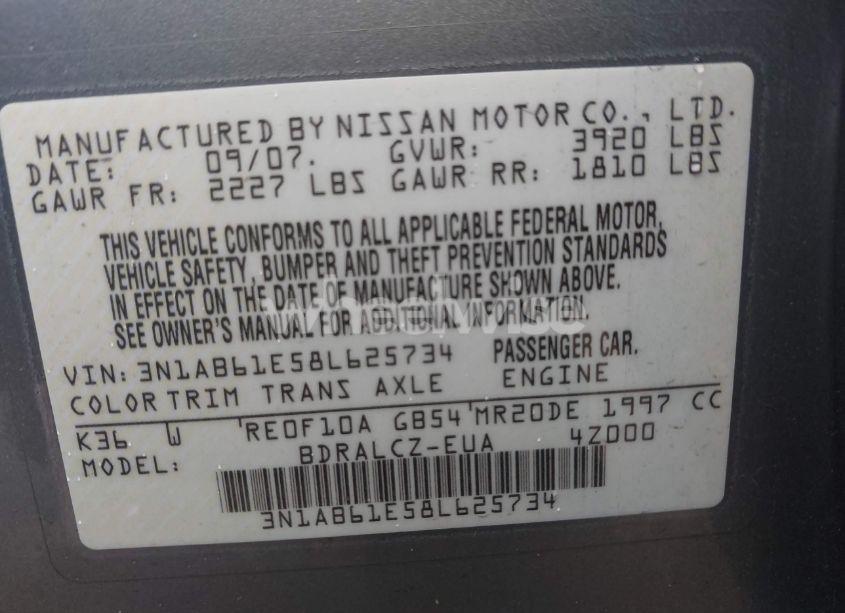 MANUFACTURED BY NISSAN MOTOR CO., LTD.
DATE: 09/07. GVWR: 3920 LBS
GAWR FR: 2227 LBS GAWR RR: 1810 LBS
THIS VEHICLE CONFORMS TO ALL APPLICABLE FEDERAL MOTOR,
VEHICLE SAFETY, BUMPER AND THEFT PREVENTION STANDARDS
IN EFFECT ON THE DATE OF MANUFACTURE SHOWN ABOVE.
SEE OWNER'S MANUAL FOR ADDITIONAL INFORMATION.
VIN: 3N1AB61E58L625734 PASSENGER CAR.
COLOR TRIM TRANS AXLE ENGINE
K36 W RE0F10A GB54 MR20DE 1997 CC
MODEL: BDRALCZ-EUA 4Z000
3N1AB61E58L625734